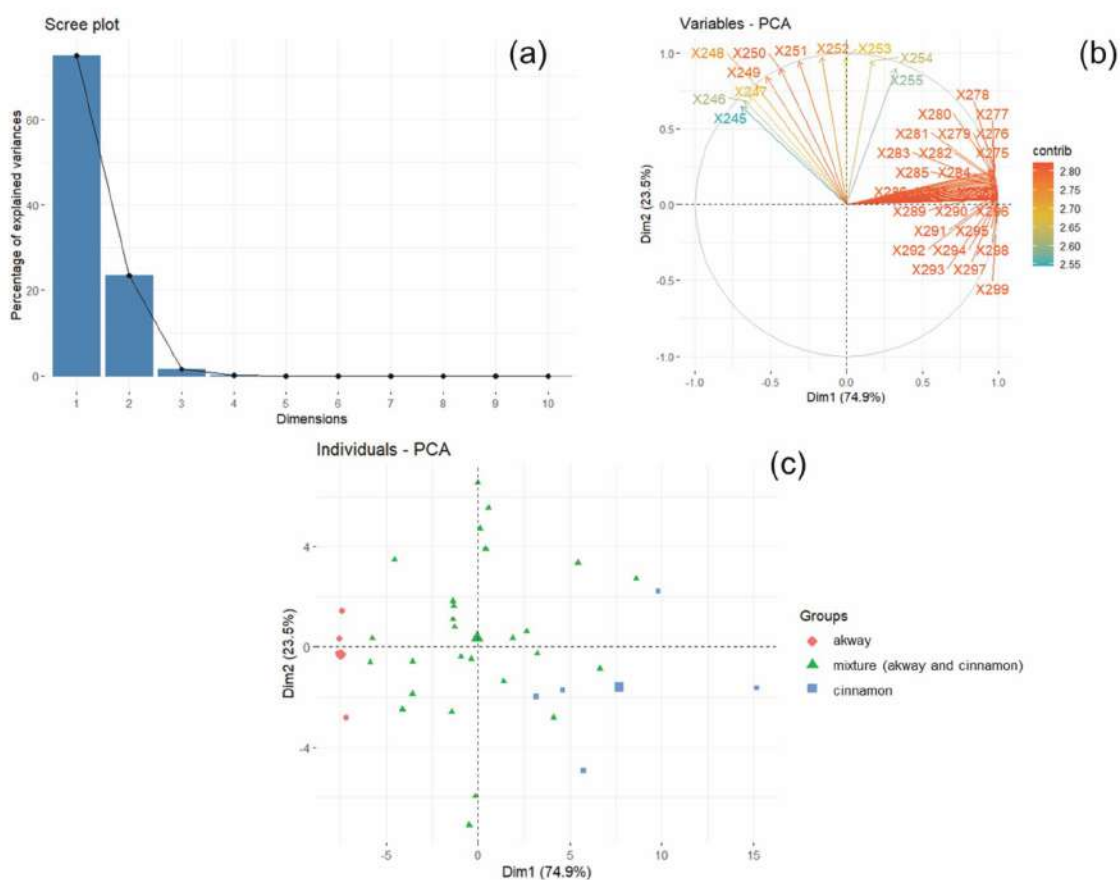 Scree plot
(a)
Percentage of explained variances
60
40
20
0
1 2 3 4 5 6 7 8 9 10
Dimensions
Variables - PCA
(b)
1.0
0.5
0.0
-0.5
-1.0
Dim2 (23.5%)
X248 X250 X251 X252 X253
X249 X254
X247 X255
X246
X245
X278
X280 X277
X281 X279 X276
X283 X282 X275
X285 X284
X289 X290 X296
X291 X295
X292 X294 X298
X293 X297
X299
-1.0 -0.5 0.0 0.5 1.0
Dim1 (74.9%)
contrib
2.80
2.75
2.70
2.65
2.60
2.55
Individuals - PCA
(c)
Dim2 (23.5%)
4
0
-4
-5 0 5 10 15
Dim1 (74.9%)
Groups
akway
mixture (akway and cinnamon)
cinnamon